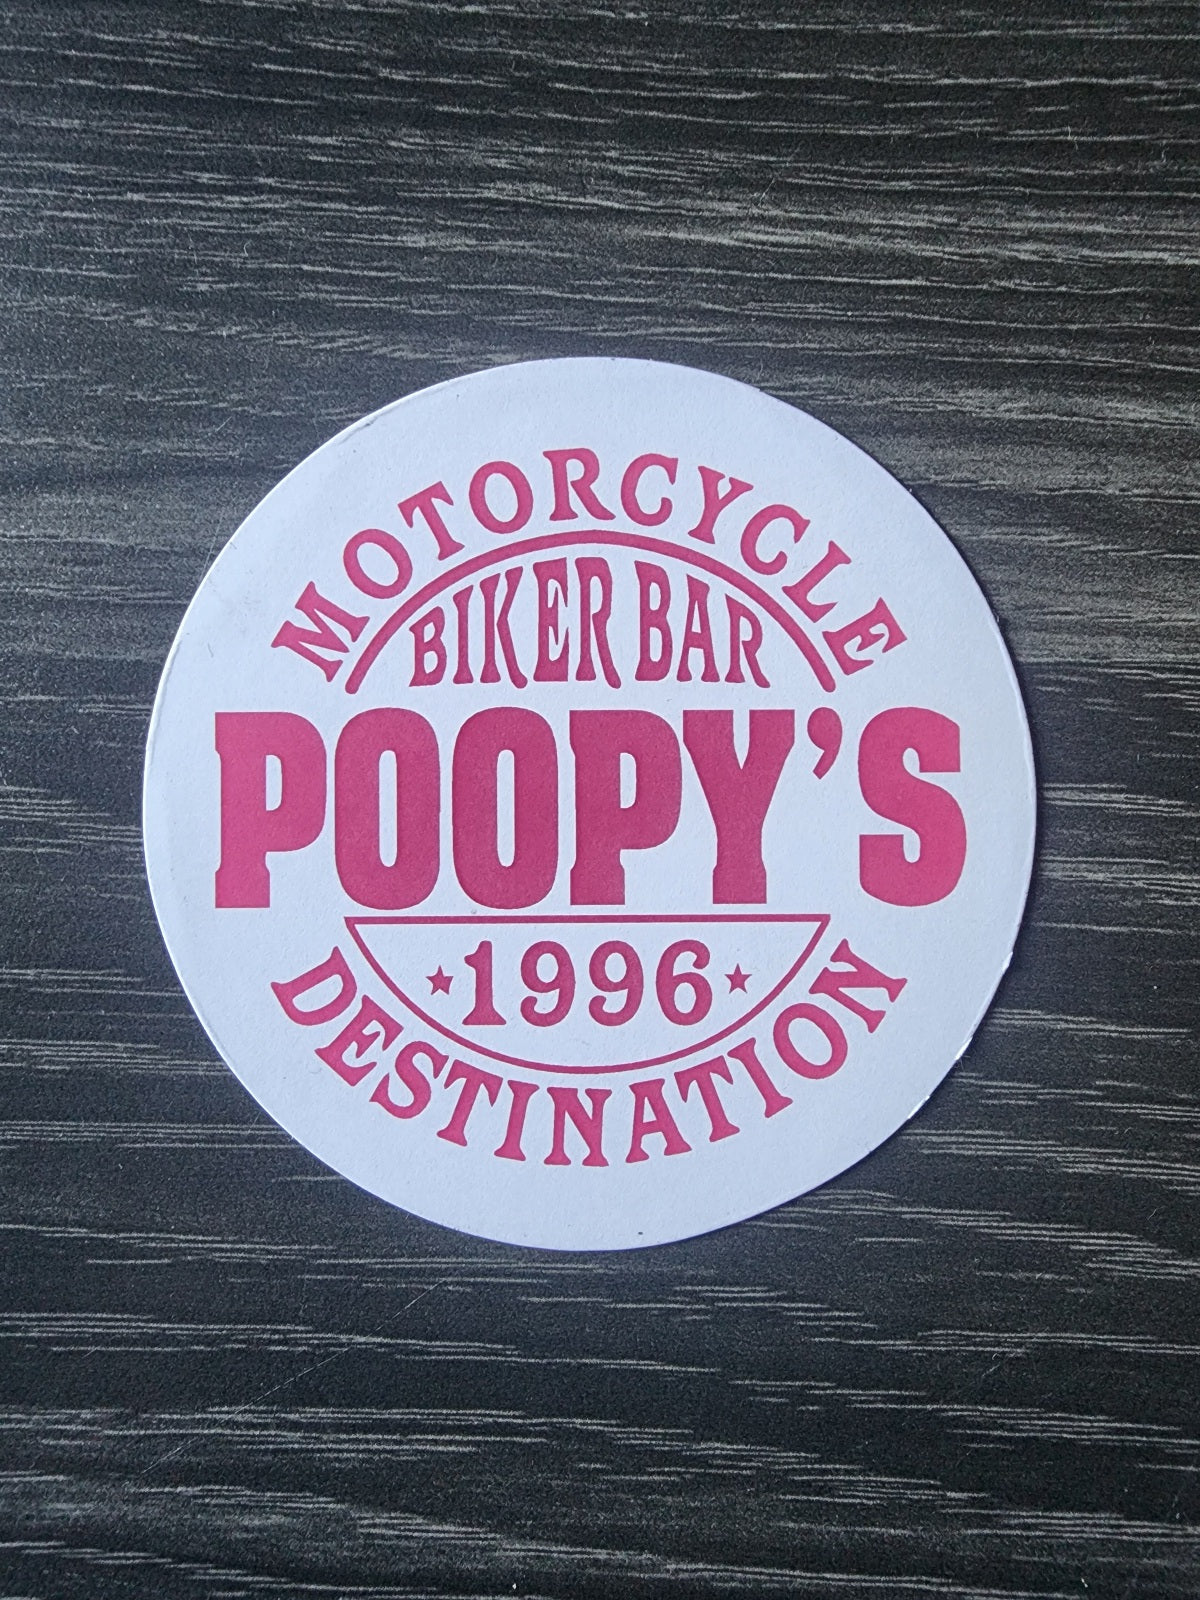 MOTORCYCLE
BIKER BAR
POOPY'S
★1996★
DESTINATION